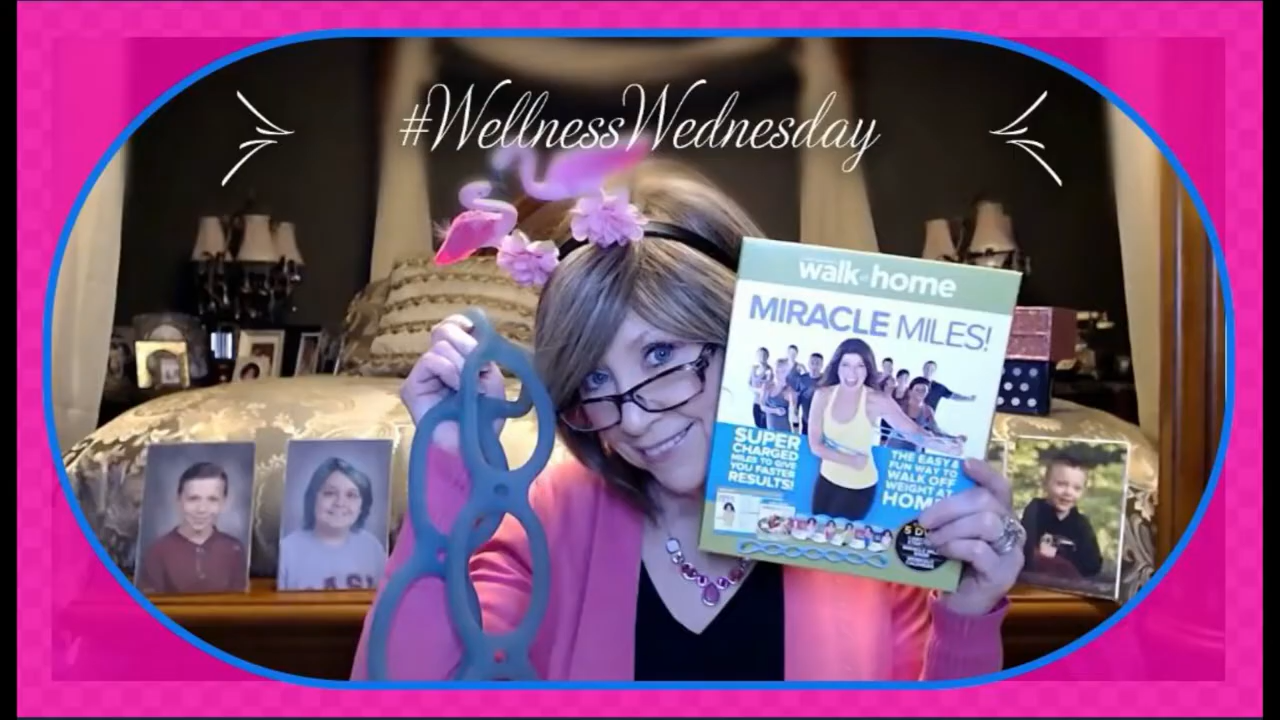 #WellnessWednesday
walk at home
MIRACLE MILES!
SUPER
CHARGED
MILES TO GIVE
YOU FASTER
RESULTS!
THE EASY &
FUN WAY TO
WALK OFF
WEIGHT AT
HOME
5 D